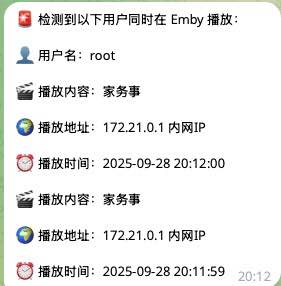 🚨 检测到以下用户同时在 Emby 播放：
👤 用户名：root
🎬 播放内容：家务事
🌍 播放地址：172.21.0.1 内网IP
⏰ 播放时间：2025-09-28 20:12:00
🎬 播放内容：家务事
🌍 播放地址：172.21.0.1 内网IP
⏰ 播放时间：2025-09-28 20:11:59
20:12